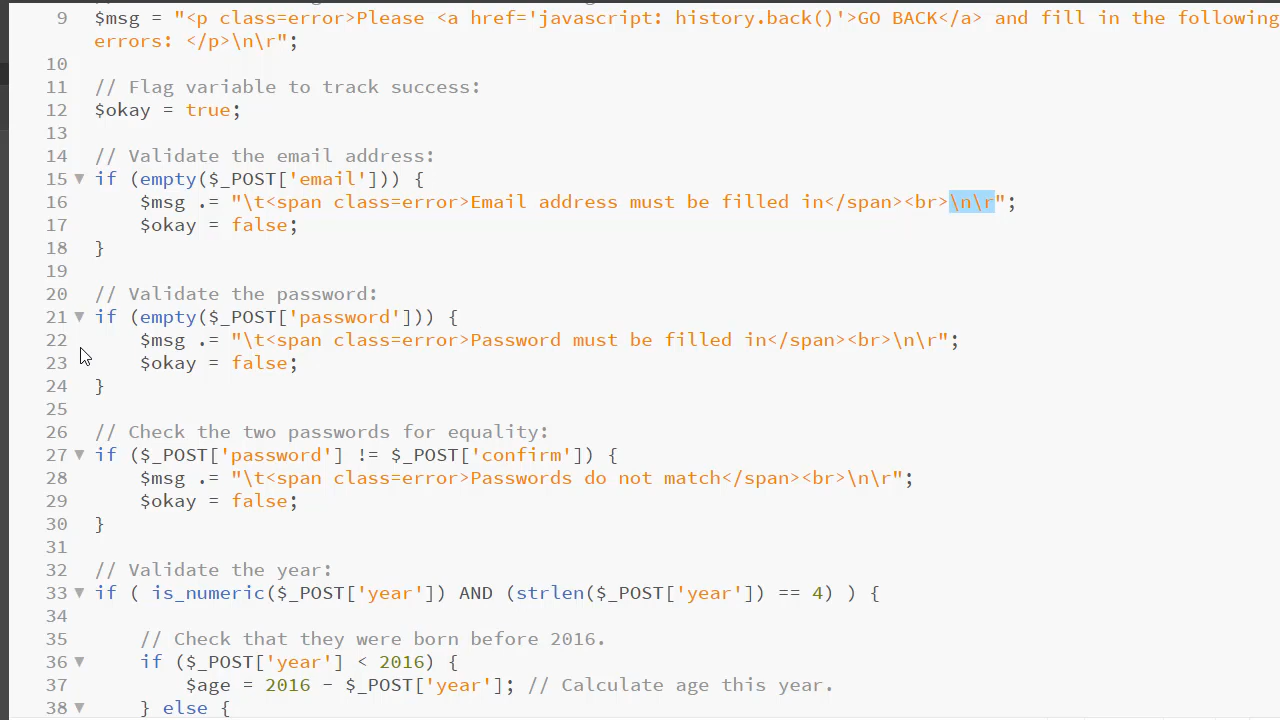 9 $msg = "<p class=error>Please <a href='javascript: history.back()'>GO BACK</a> and fill in the following
errors: </p>\n\r";
10
11 // Flag variable to track success:
12 $okay = true;
13
14 // Validate the email address:
15 if (empty($_POST['email'])) {
16 $msg .= "\t<span class=error>Email address must be filled in</span><br>\n\r";
17 $okay = false;
18 }
19
20 // Validate the password:
21 if (empty($_POST['password'])) {
22 $msg .= "\t<span class=error>Password must be filled in</span><br>\n\r";
23 $okay = false;
24 }
25
26 // Check the two passwords for equality:
27 if ($_POST['password'] != $_POST['confirm']) {
28 $msg .= "\t<span class=error>Passwords do not match</span><br>\n\r";
29 $okay = false;
30 }
31
32 // Validate the year:
33 if ( is_numeric($_POST['year']) AND (strlen($_POST['year']) == 4) ) {
34
35 // Check that they were born before 2016.
36 if ($_POST['year'] < 2016) {
37 $age = 2016 - $_POST['year']; // Calculate age this year.
38 } else {